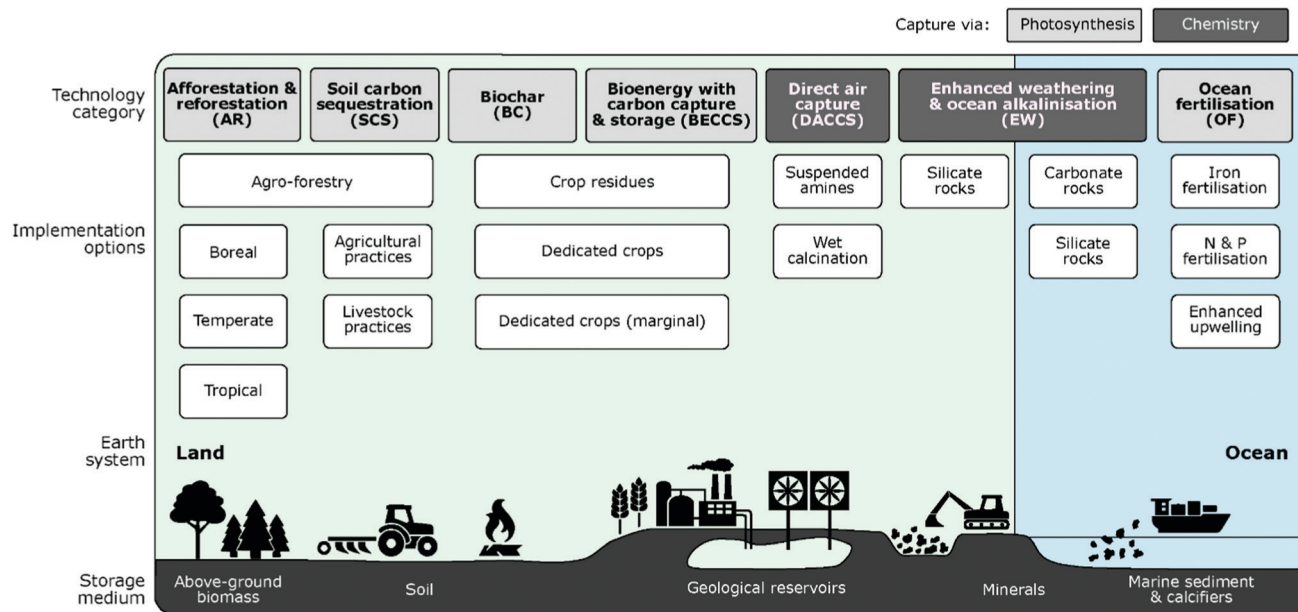 Capture via:
Photosynthesis
Chemistry
Technology
category
Afforestation &
reforestation
(AR)
Soil carbon
sequestration
(SCS)
Biochar
(BC)
Bioenergy with
carbon capture
& storage (BECCS)
Direct air
capture
(DACCS)
Enhanced weathering
& ocean alkalinisation
(EW)
Ocean
fertilisation
(OF)
Implementation
options
Agro-forestry
Crop residues
Suspended
amines
Silicate
rocks
Carbonate
rocks
Iron
fertilisation
Boreal
Agricultural
practices
Dedicated crops
Wet
calcination
Silicate
rocks
N & P
fertilisation
Temperate
Livestock
practices
Dedicated crops (marginal)
Enhanced
upwelling
Tropical
Earth
system
Land
Ocean
Storage
medium
Above-ground
biomass
Soil
Geological reservoirs
Minerals
Marine sediment
& calcifiers